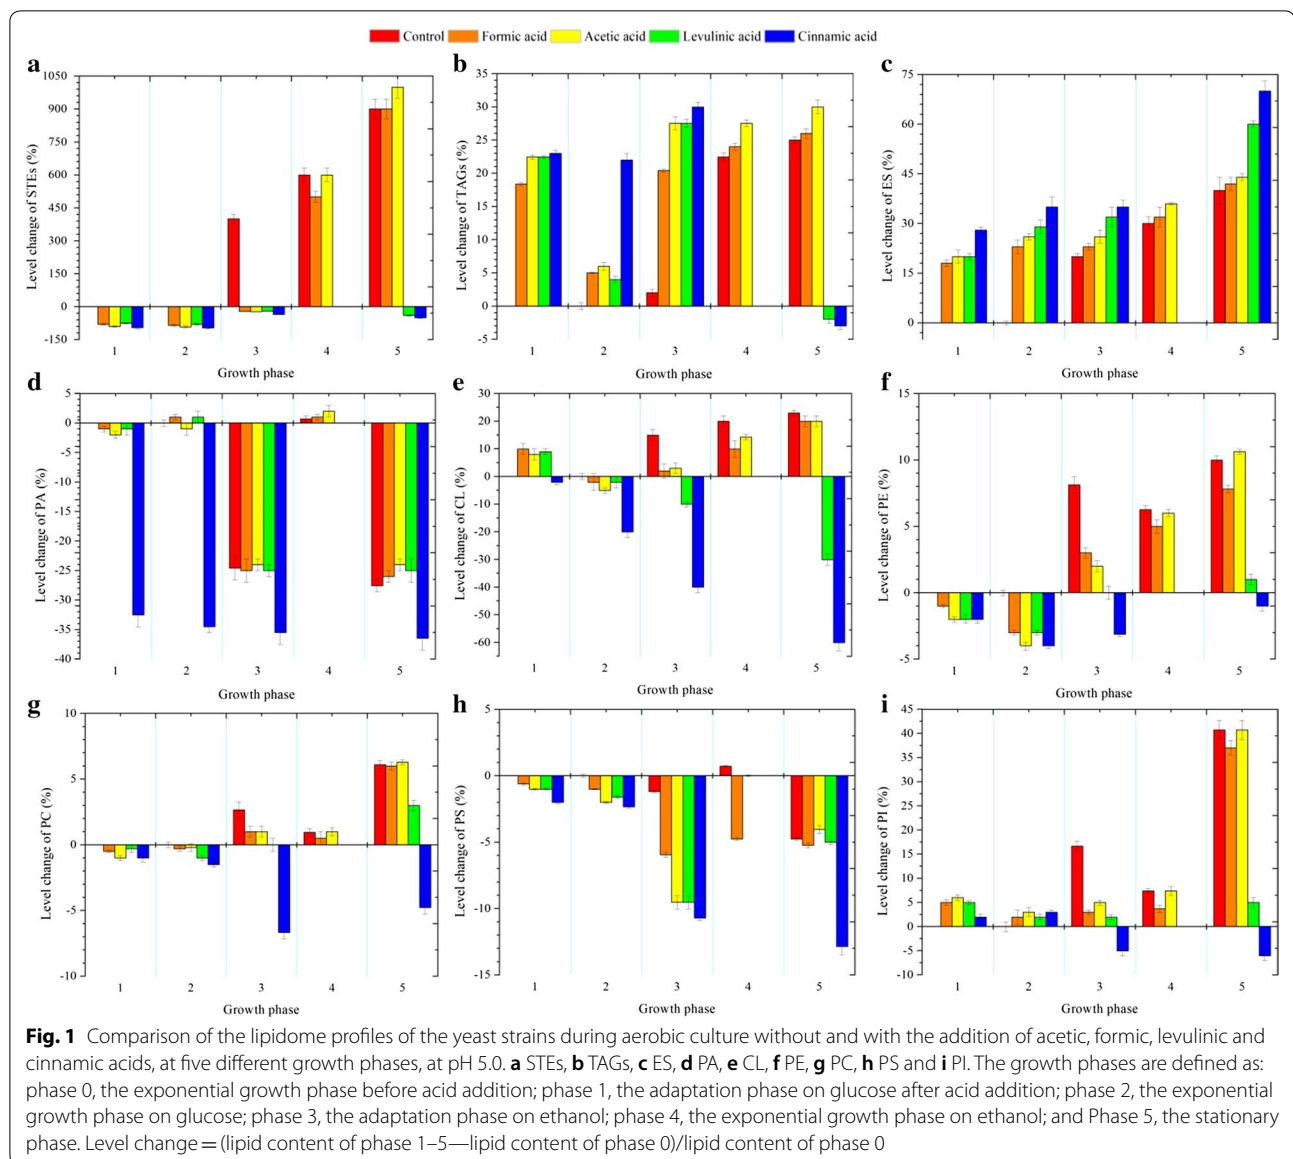 Control Formic acid Acetic acid Levulinic acid Cinnamic acid
a
1050
900
750
600
450
300
150
0
-150
Level change of STEs (%)
1 2 3 4 5
Growth phase
b
35
30
25
20
15
10
5
0
-5
Level change of TAGs (%)
1 2 3 4 5
Growth phase
c
75
60
45
30
15
0
Level change of ES (%)
1 2 3 4 5
Growth phase
d
5
0
-5
-10
-15
-20
-25
-30
-35
-40
Level change of PA (%)
1 2 3 4 5
Growth phase
e
30
20
10
0
-10
-20
-30
-40
-50
-60
Level change of CL (%)
1 2 3 4 5
Growth phase
f
15
10
5
0
-5
Level change of PE (%)
1 2 3 4 5
Growth phase
g
10
5
0
-5
-10
Level change of PC (%)
1 2 3 4 5
Growth phase
h
5
0
-5
-10
-15
Level change of PS (%)
1 2 3 4 5
Growth phase
i
45
40
35
30
25
20
15
10
5
0
-5
-10
Level change of PI (%)
1 2 3 4 5
Growth phase
Fig. 1 Comparison of the lipidome profiles of the yeast strains during aerobic culture without and with the addition of acetic, formic, levulinic and
cinnamic acids, at five different growth phases, at pH 5.0. a STEs, b TAGs, c ES, d PA, e CL, f PE, g PC, h PS and i PI. The growth phases are defined as:
phase 0, the exponential growth phase before acid addition; phase 1, the adaptation phase on glucose after acid addition; phase 2, the exponential
growth phase on glucose; phase 3, the adaptation phase on ethanol; phase 4, the exponential growth phase on ethanol; and Phase 5, the stationary
phase. Level change = (lipid content of phase 1–5—lipid content of phase 0)/lipid content of phase 0